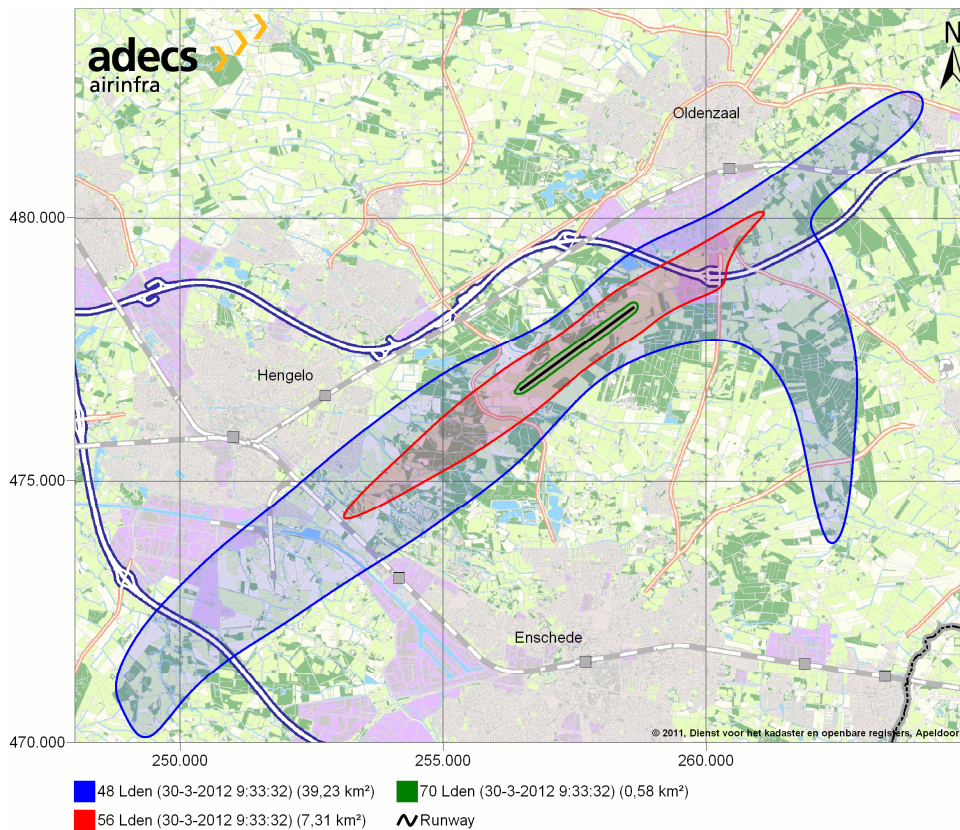 adecs
airinfra
N
Oldenzaal
480.000
Hengelo
475.000
Enschede
470.000
© 2011, Dienst voor het kadaster en openbare registers, Apeldoor
250.000 255.000 260.000
48 Lden (30-3-2012 9:33:32) (39,23 km²) 70 Lden (30-3-2012 9:33:32) (0,58 km²)
56 Lden (30-3-2012 9:33:32) (7,31 km²) Runway